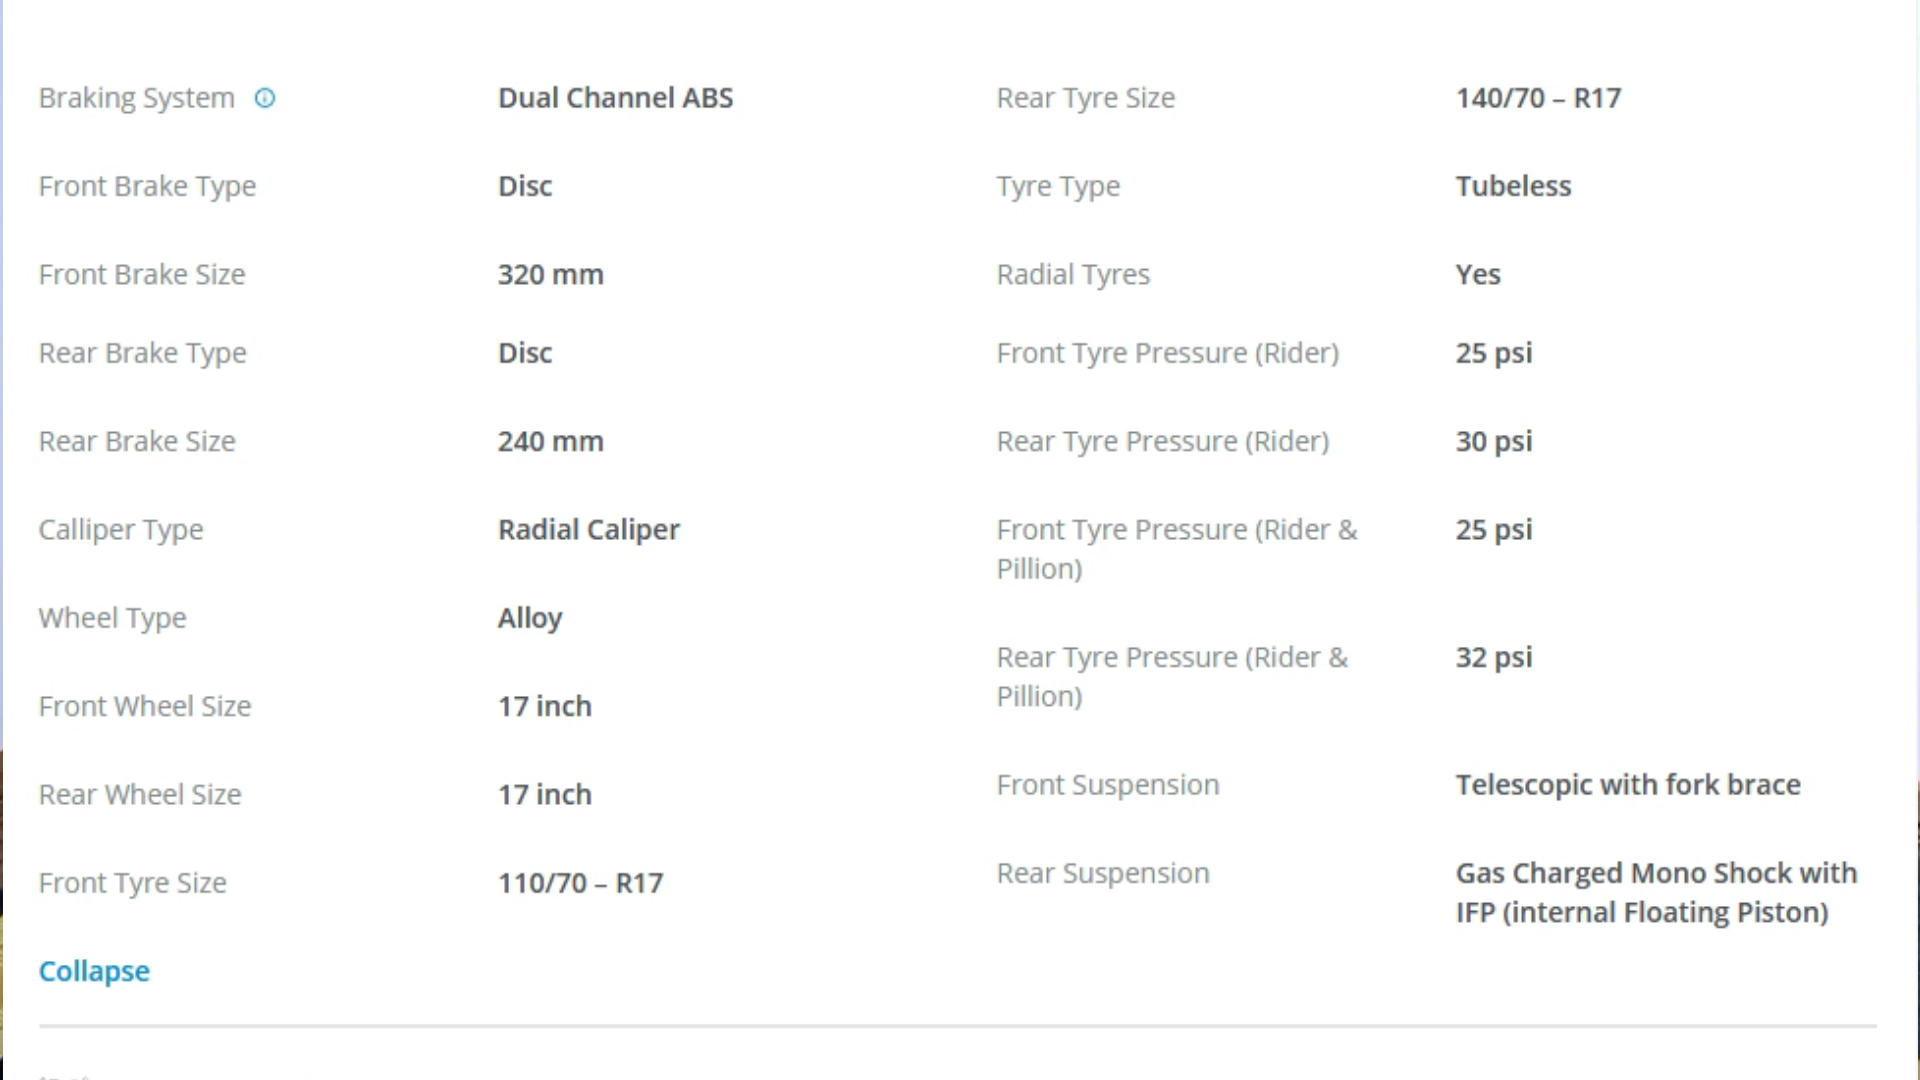 Braking System
Dual Channel ABS
Front Brake Type
Disc
Front Brake Size
320 mm
Rear Brake Type
Disc
Rear Brake Size
240 mm
Calliper Type
Radial Caliper
Wheel Type
Alloy
Front Wheel Size
17 inch
Rear Wheel Size
17 inch
Front Tyre Size
110/70 – R17
Collapse
Rear Tyre Size
140/70 – R17
Tyre Type
Tubeless
Radial Tyres
Yes
Front Tyre Pressure (Rider)
25 psi
Rear Tyre Pressure (Rider)
30 psi
Front Tyre Pressure (Rider &
Pillion)
25 psi
Rear Tyre Pressure (Rider &
Pillion)
32 psi
Front Suspension
Telescopic with fork brace
Rear Suspension
Gas Charged Mono Shock with
IFP (internal Floating Piston)